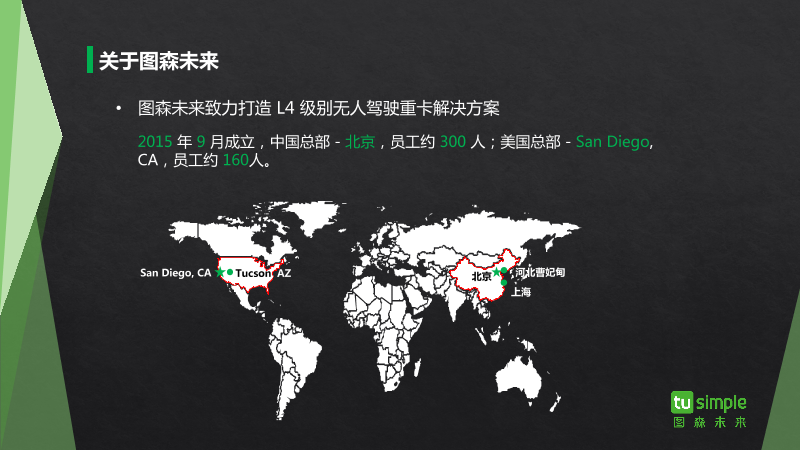 关于图森未来
• 图森未来致力打造 L4 级别无人驾驶重卡解决方案
2015 年 9 月成立，中国总部 - 北京，员工约 300 人；美国总部 - San Diego,
CA，员工约 160人。
San Diego, CA
Tucson, AZ
北京
河北曹妃甸
上海
tu simple
图森未来